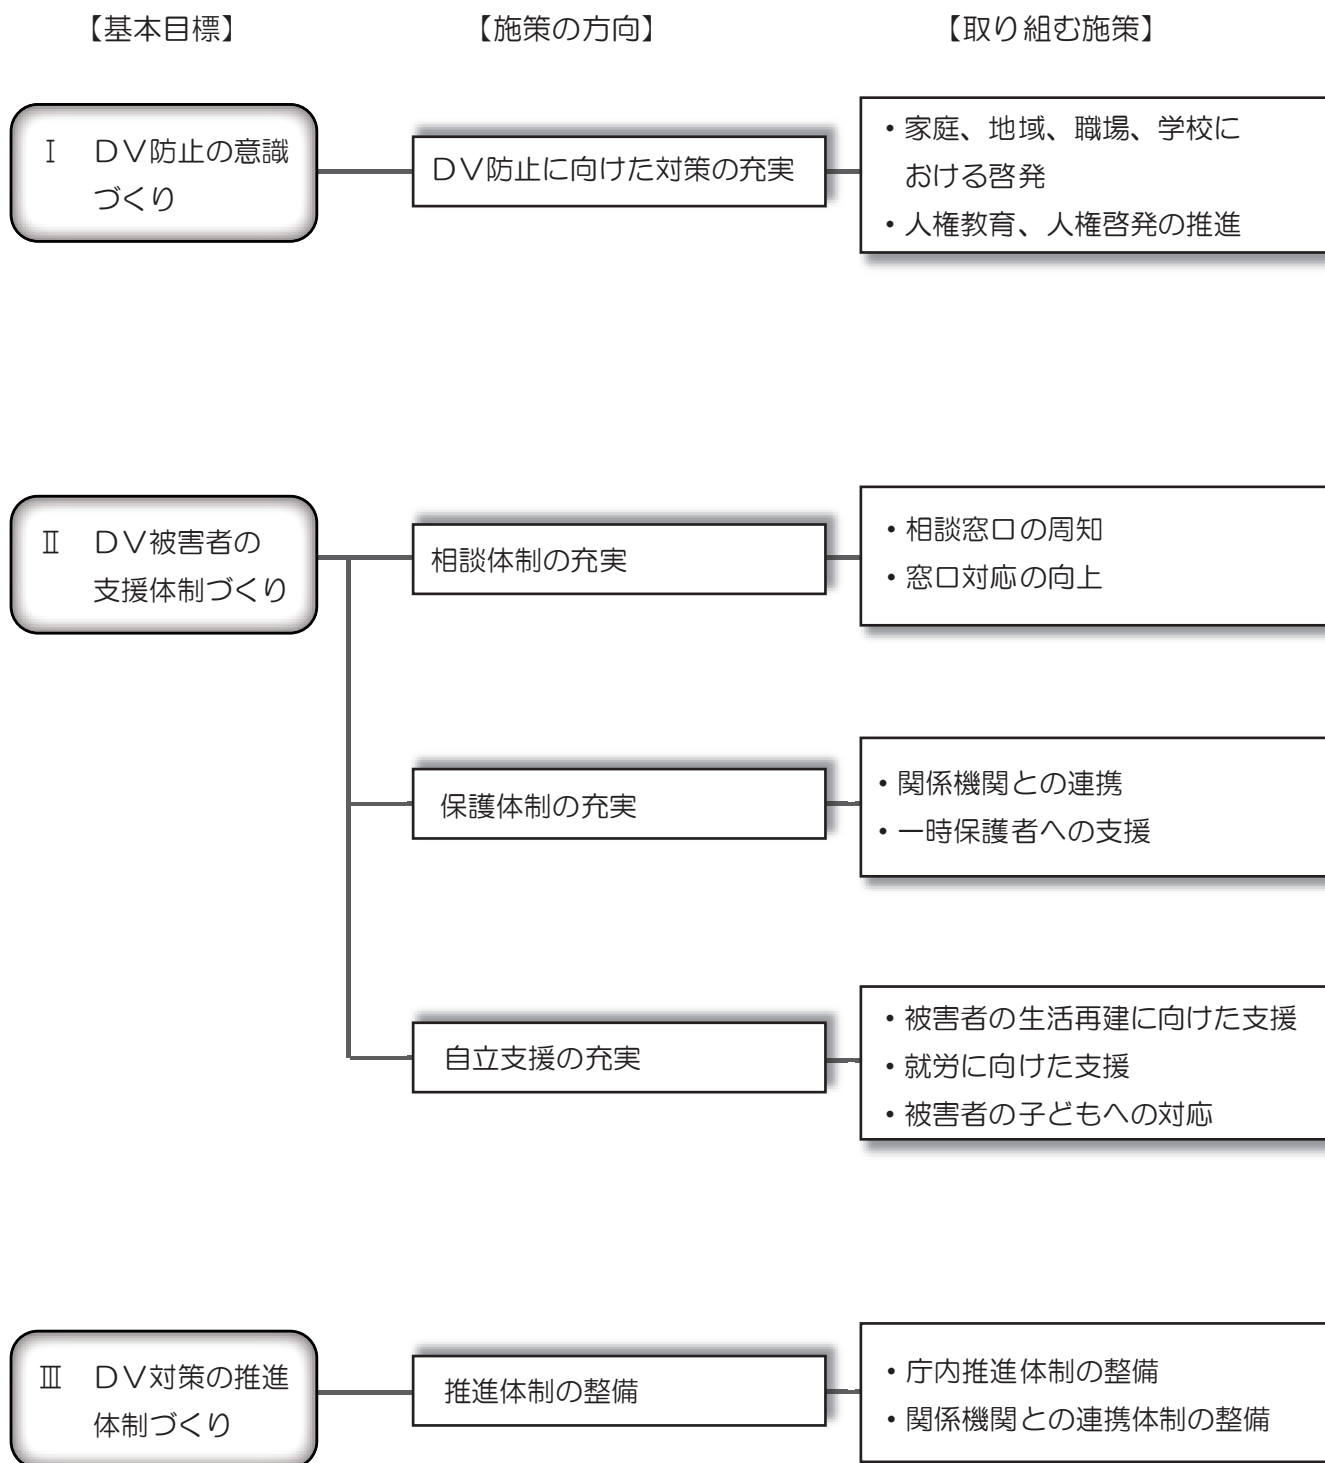 【基本目標】
【施策の方向】
【取り組む施策】
Ⅰ　ＤＶ防止の意識
づくり
ＤＶ防止に向けた対策の充実
・家庭、地域、職場、学校に
おける啓発
・人権教育、人権啓発の推進
Ⅱ　ＤＶ被害者の
支援体制づくり
相談体制の充実
・相談窓口の周知
・窓口対応の向上
保護体制の充実
・関係機関との連携
・一時保護者への支援
自立支援の充実
・被害者の生活再建に向けた支援
・就労に向けた支援
・被害者の子どもへの対応
Ⅲ　ＤＶ対策の推進
体制づくり
推進体制の整備
・庁内推進体制の整備
・関係機関との連携体制の整備